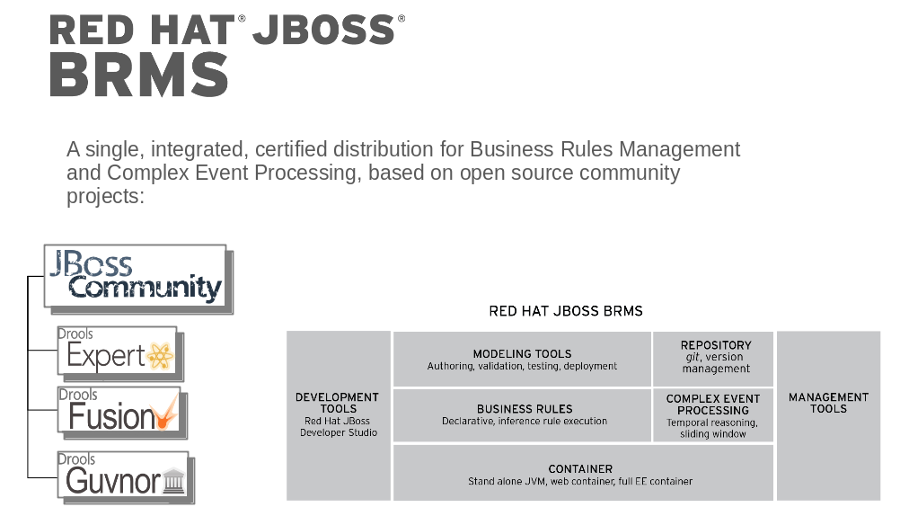 RED HAT® JBOSS®
BRMS
A single, integrated, certified distribution for Business Rules Management
and Complex Event Processing, based on open source community
projects:
JBoss
Community
Drools
Expert
Drools
Fusion
Drools
Guvnor
RED HAT JBOSS BRMS
DEVELOPMENT
TOOLS
Red Hat JBoss
Developer Studio
MODELING TOOLS
Authoring, validation, testing, deployment
REPOSITORY
git, version
management
BUSINESS RULES
Declarative, inference rule execution
COMPLEX EVENT
PROCESSING
Temporal reasoning,
sliding window
CONTAINER
Stand alone JVM, web container, full EE container
MANAGEMENT
TOOLS